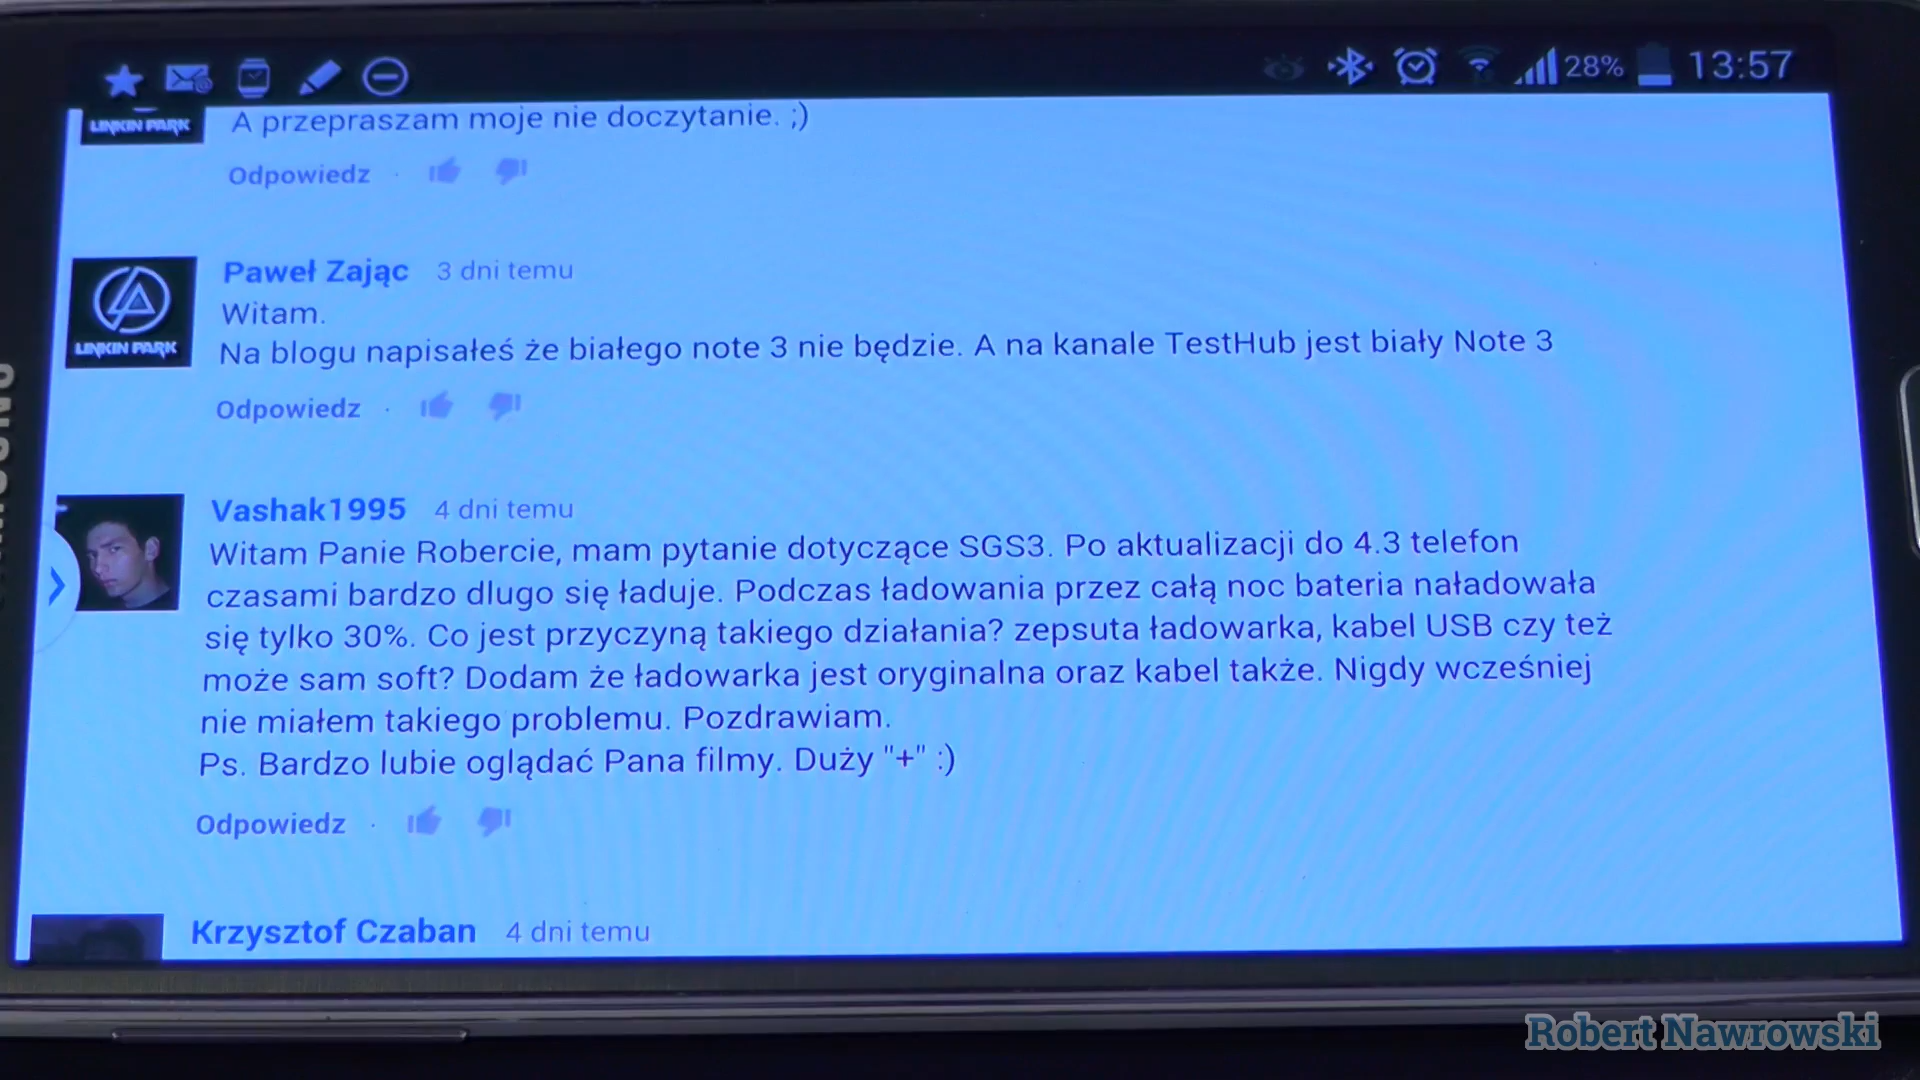 28% 13:57
LINKIN PARK
A przepraszam moje nie doczytanie. ;)
Odpowiedz ·
Paweł Zając 3 dni temu
LINKIN PARK
Witam.
Na blogu napisałeś że białego note 3 nie będzie. A na kanale TestHub jest biały Note 3
Odpowiedz ·
Vashak1995 4 dni temu
Witam Panie Robercie, mam pytanie dotyczące SGS3. Po aktualizacji do 4.3 telefon
czasami bardzo dlugo się ładuje. Podczas ładowania przez całą noc bateria naładowała
się tylko 30%. Co jest przyczyną takiego działania? zepsuta ładowarka, kabel USB czy też
może sam soft? Dodam że ładowarka jest oryginalna oraz kabel także. Nigdy wcześniej
nie miałem takiego problemu. Pozdrawiam.
Ps. Bardzo lubie oglądać Pana filmy. Duży "+" :)
Odpowiedz ·
Krzysztof Czaban 4 dni temu
Robert Nawrowski